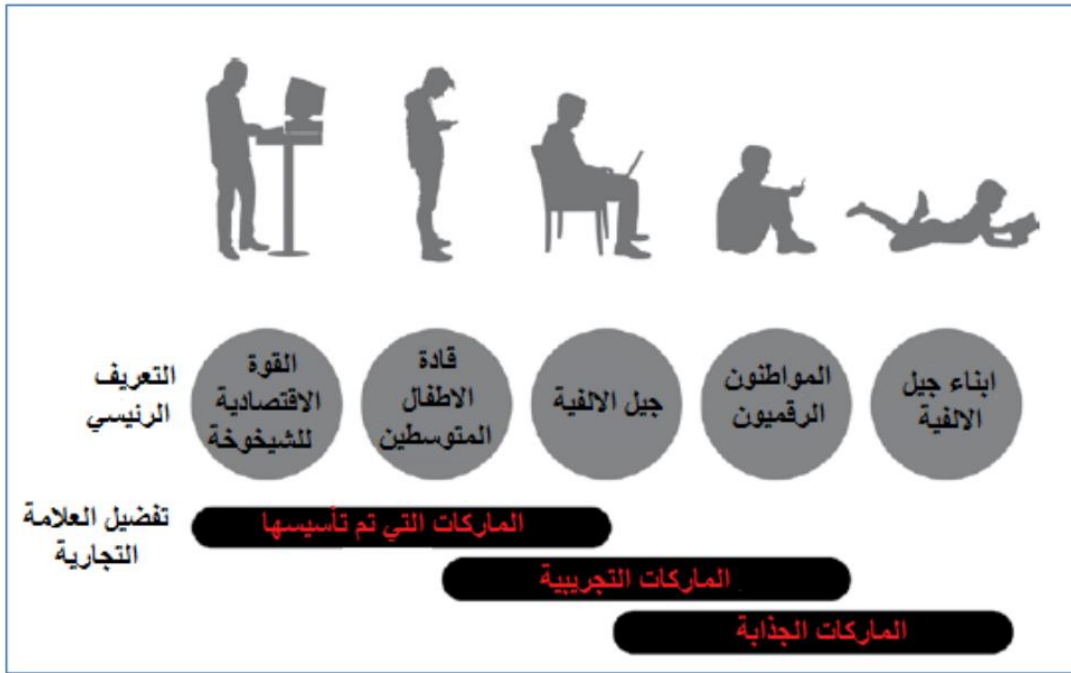 التعريف
الرئيسي
القوة
الاقتصادية
للشيخوخة
قادة
الاطفال
المتوسطين
جيل الالفية
المواطنون
الرقميون
ابناء جيل
الالفية
تفضيل العلامة
التجارية
الماركات التي تم تأسيسها
الماركات التجريبية
الماركات الجذابة